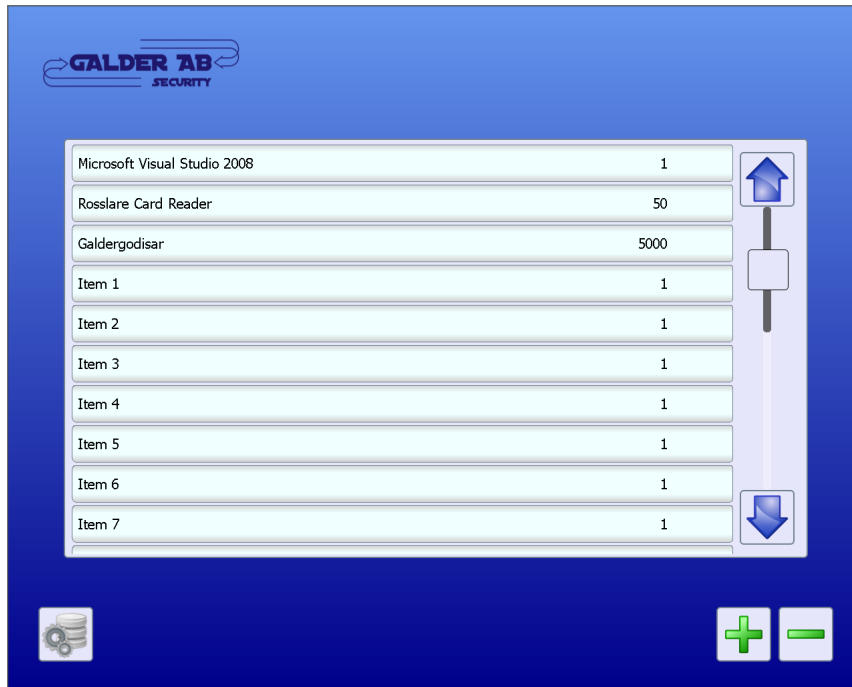 GALDER AB
SECURITY
Microsoft Visual Studio 2008 1
Rosslare Card Reader 50
Galdergodisar 5000
Item 1 1
Item 2 1
Item 3 1
Item 4 1
Item 5 1
Item 6 1
Item 7 1